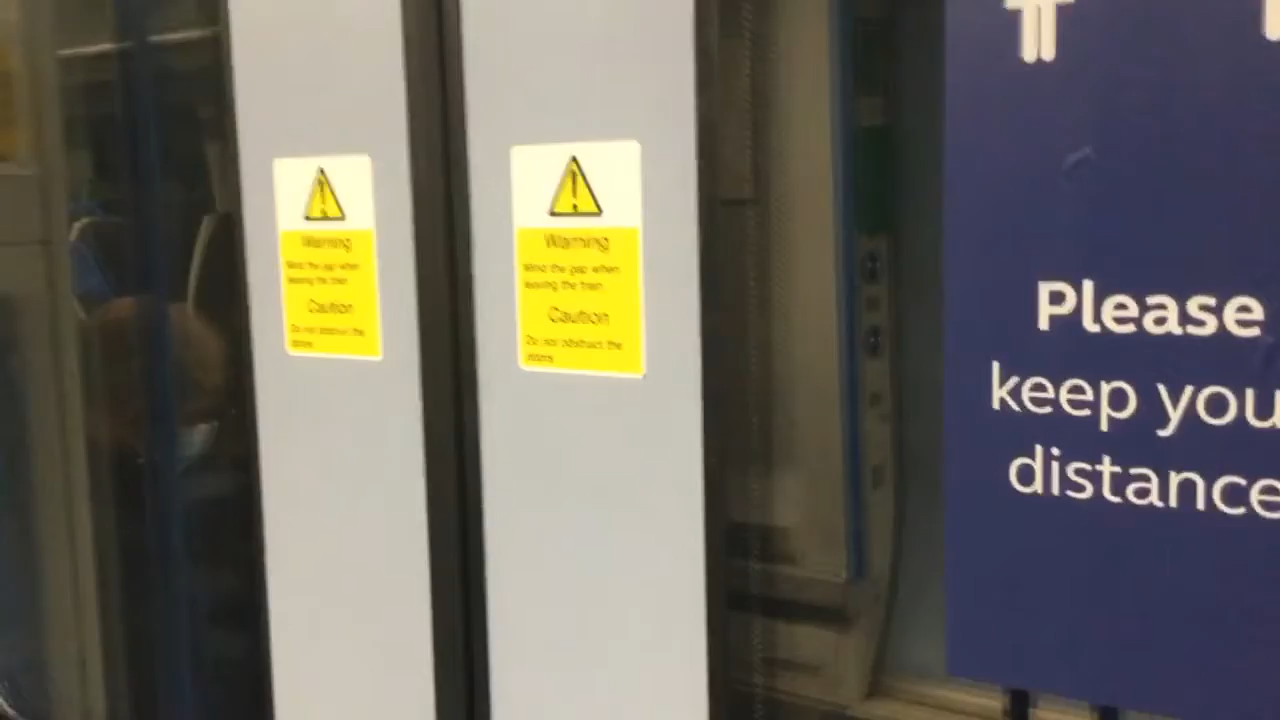 Warning
Mind the gap when
leaving the train
Caution
Do not obstruct the
doors
Warning
Mind the gap when
leaving the train
Caution
Do not obstruct the
doors
Please
keep you
distance